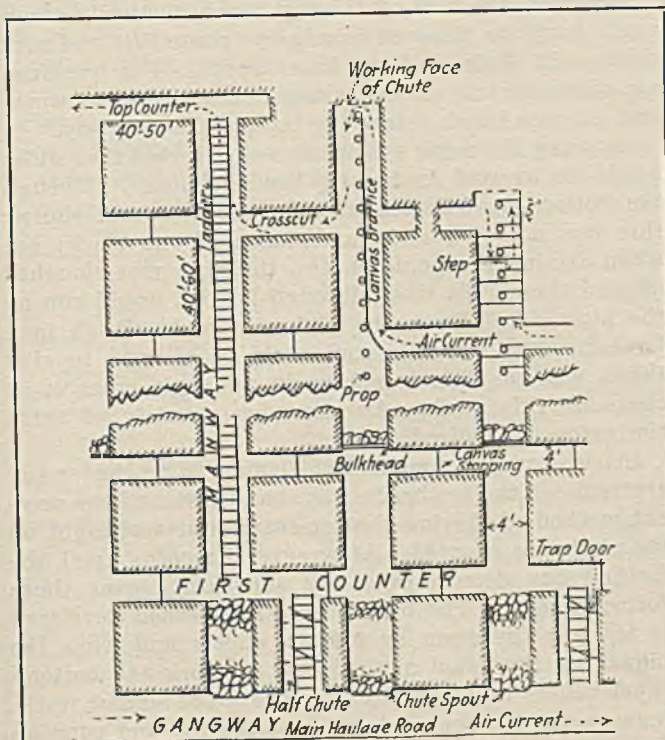 Working Face
of Chute
Top Counter
40'-50'
Ladder
Crosscut
Canvas Brattice
5'
Step
40'-60'
Air Current
MANWAY
Prop
Bulkhead
Canvas
Stopping
4'
4'
Trap Door
FIRST COUNTER
Half Chute
Chute Spout
GANGWAY Main Haulage Road Air Current